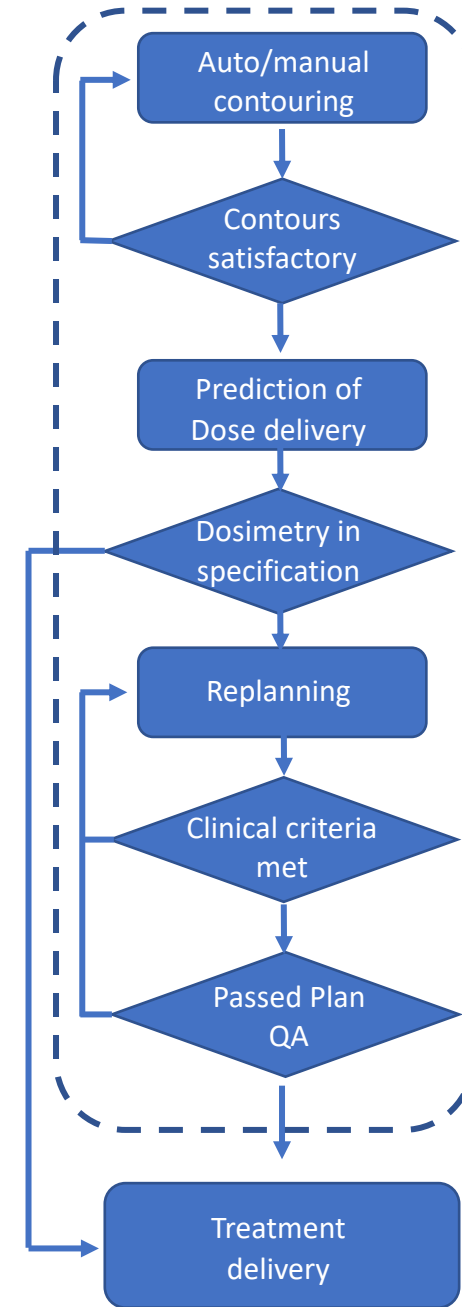 Auto/manual
contouring
Contours
satisfactory
Prediction of
Dose delivery
Dosimetry in
specification
Replanning
Clinical criteria
met
Passed Plan
QA
Treatment
delivery